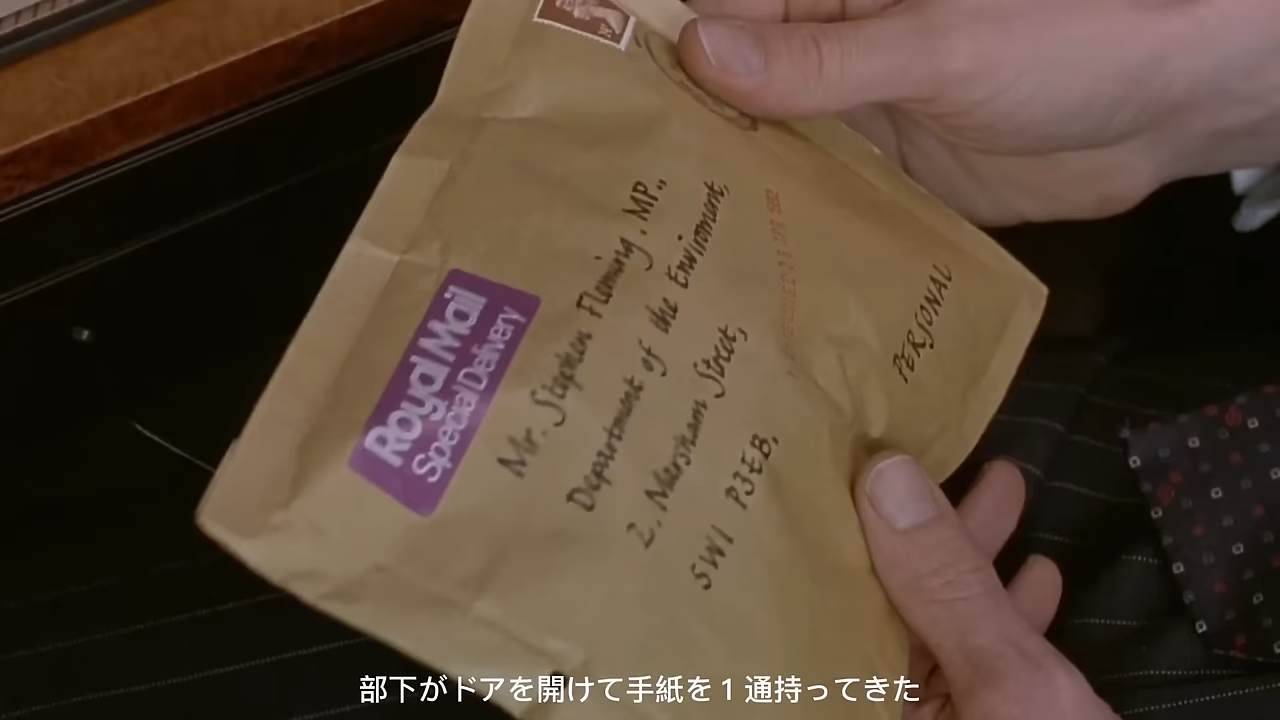 Royal Mail
Special Delivery
Mr. Stephen Fleming, MP.,
Department of the Environment,
2, Marsham Street,
SW1 P3EB.
PERSONAL
部下がドアを開けて手紙を1通持ってきた